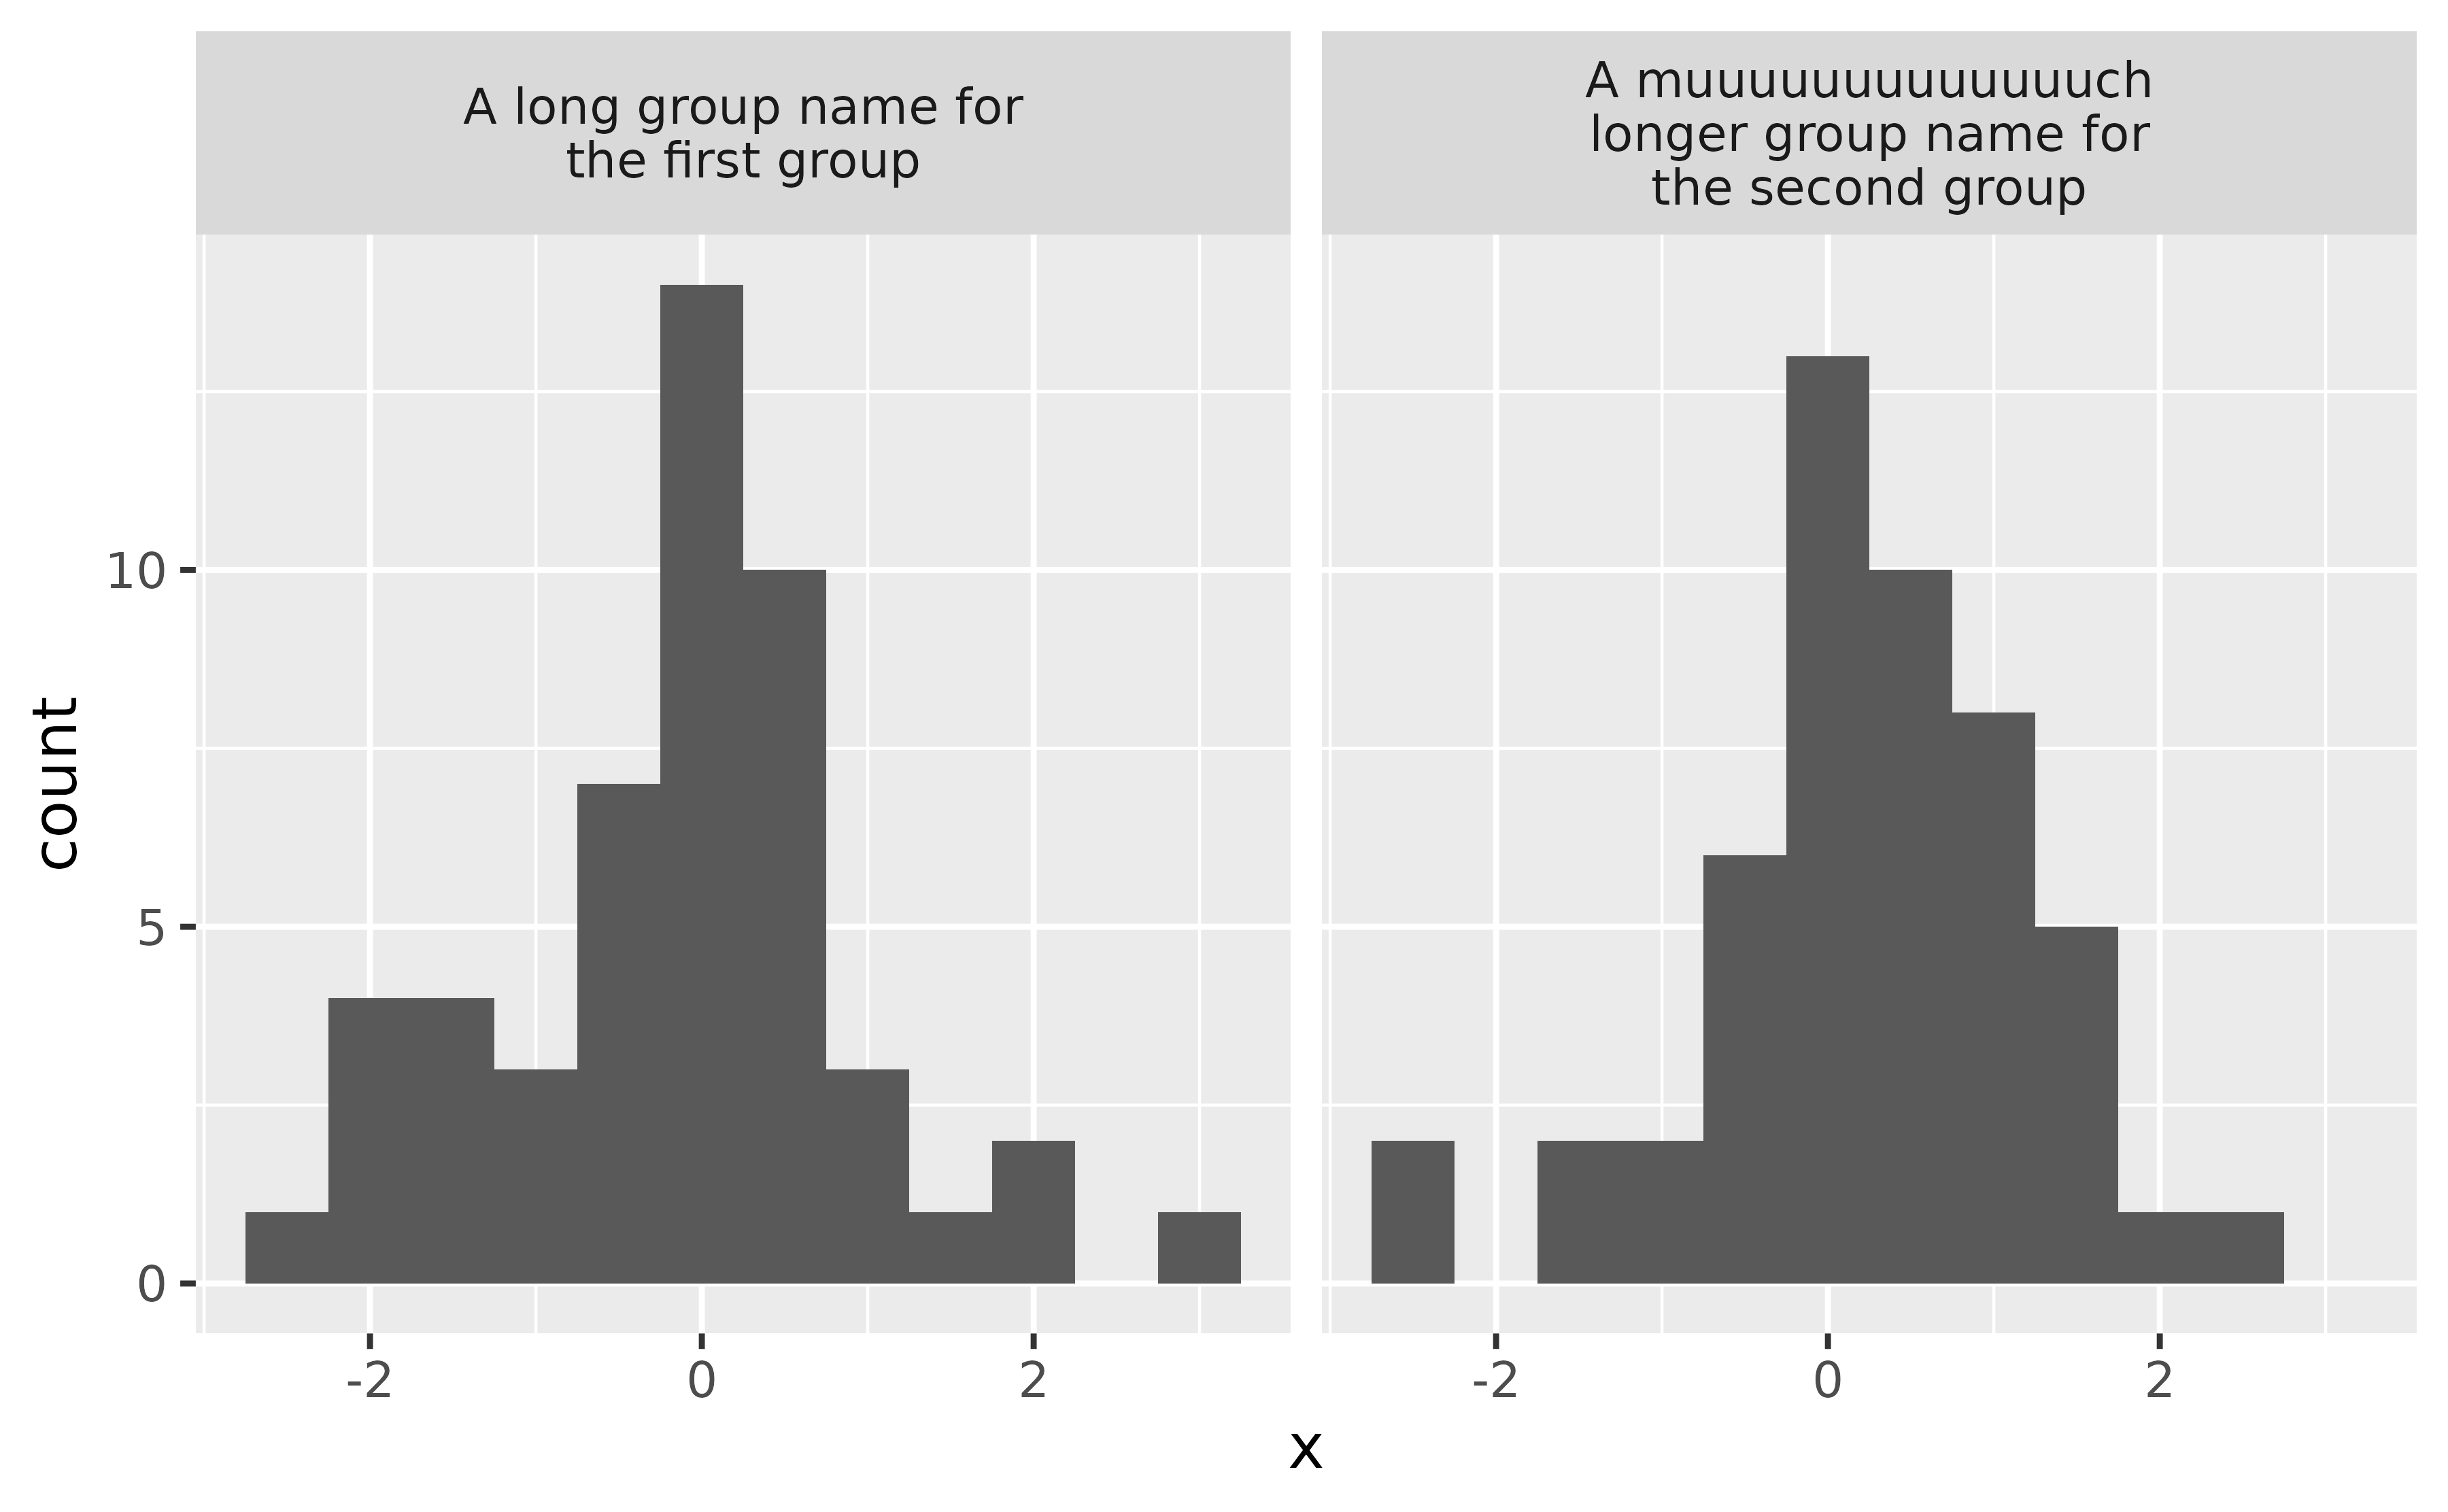 A long group name for
the first group
A muuuuuuuuuuuuuch
longer group name for
the second group
count
10
5
0
-2
0
2
-2
0
2
x